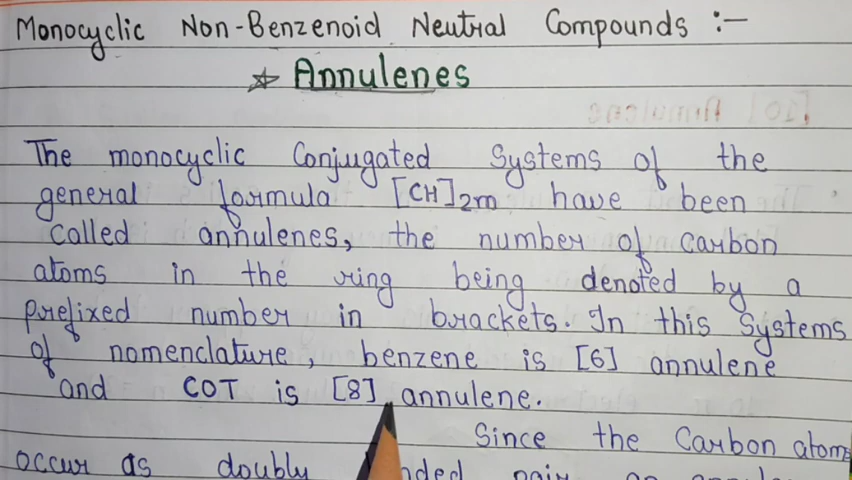 Monocyclic Non-Benzenoid Neutral Compounds :-
☆ Annulenes
The monocyclic Conjugated Systems of the
general formula [CH]2m have been
called annulenes, the number of carbon
atoms in the ring being denoted by a
prefixed number in brackets. In this Systems
of nomenclature, benzene is [6] annulene
and COT is [8] annulene.
Since the Carbon atoms
occur as doubly